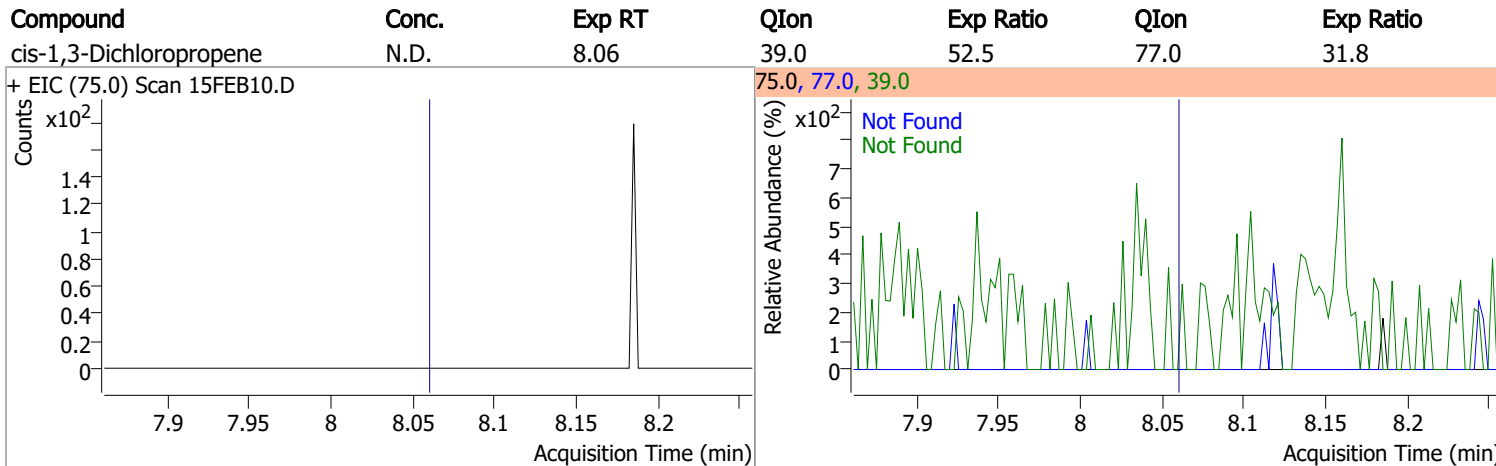 Compound Conc. Exp RT QIon Exp Ratio QIon Exp Ratio
cis-1,3-Dichloropropene N.D. 8.06 39.0 52.5 77.0 31.8
+ EIC (75.0) Scan 15FEB10.D
Counts
x10²
1.4
1.2
1
0.8
0.6
0.4
0.2
0
7.9 7.95 8 8.05 8.1 8.15 8.2
Acquisition Time (min)
75.0, 77.0, 39.0
Relative Abundance (%)
x10²
Not Found
Not Found
7
6
5
4
3
2
1
0
7.9 7.95 8 8.05 8.1 8.15 8.2
Acquisition Time (min)